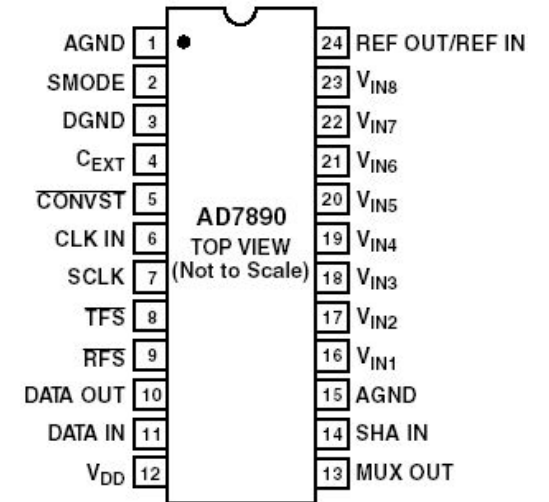 AGND 1
SMODE 2
DGND 3
CEXT 4
CONVST 5
CLK IN 6
SCLK 7
TFS 8
RFS 9
DATA OUT 10
DATA IN 11
VDD 12
AD7890
TOP VIEW
(Not to Scale)
24 REF OUT/REF IN
23 VIN8
22 VIN7
21 VIN6
20 VIN5
19 VIN4
18 VIN3
17 VIN2
16 VIN1
15 AGND
14 SHA IN
13 MUX OUT